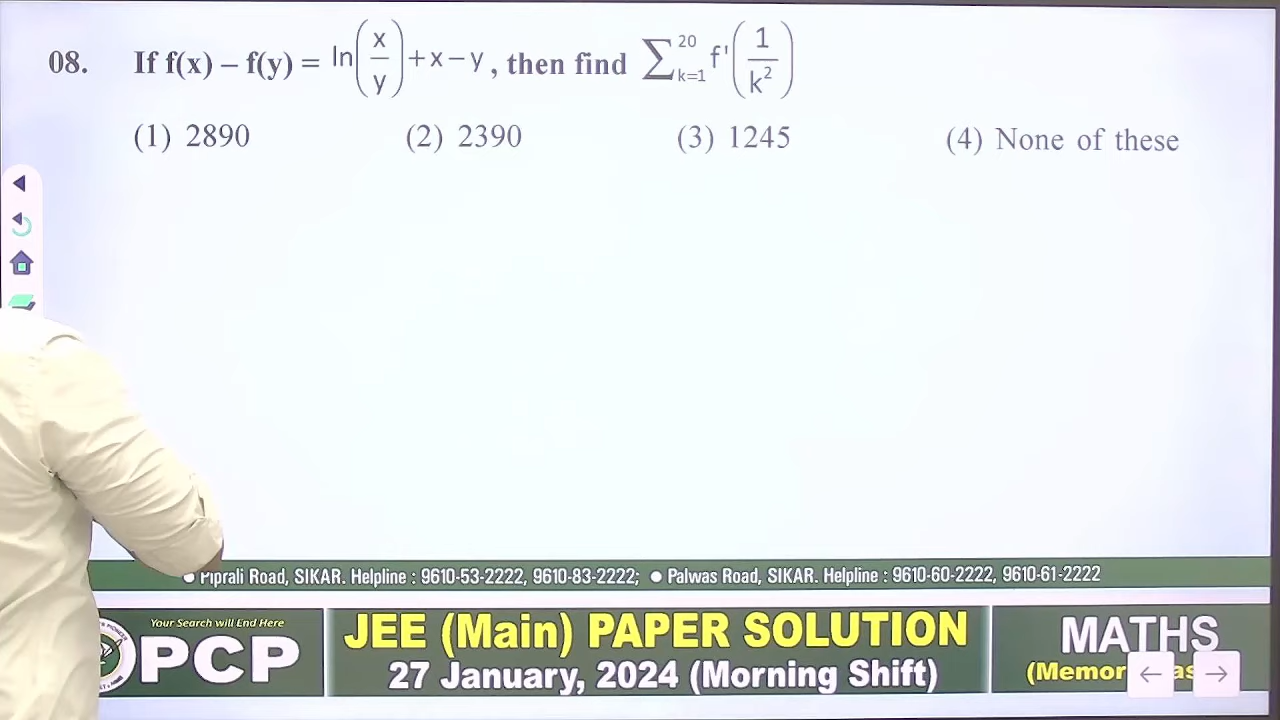 08. If f(x) – f(y) = ln(x/y) + x – y, then find ∑_{k=1}^{20} f'(1/k²)
(1) 2890 (2) 2390 (3) 1245 (4) None of these
Piprali Road, SIKAR. Helpline : 9610-53-2222, 9610-83-2222; ● Palwas Road, SIKAR. Helpline : 9610-60-2222, 9610-61-2222
Your Search will End Here
PCP
JEE (Main) PAPER SOLUTION
27 January, 2024 (Morning Shift)
MATHS